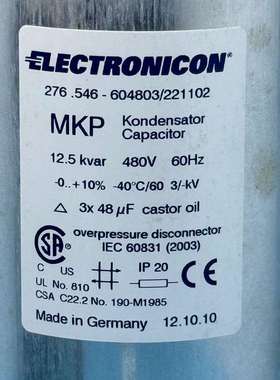 ELECTRONICON®
276 .546 - 604803/221102
MKP Kondensator
Capacitor
12.5 kvar 480V 60Hz
-0..+10% -40°C/60 3/-kV
△ 3x 48 µF castor oil
SA ® overpressure disconnector
IEC 60831 (2003)
C US IP 20 CE
UL No. 810
CSA C22.2 No. 190-M1985
Made in Germany 12.10.10